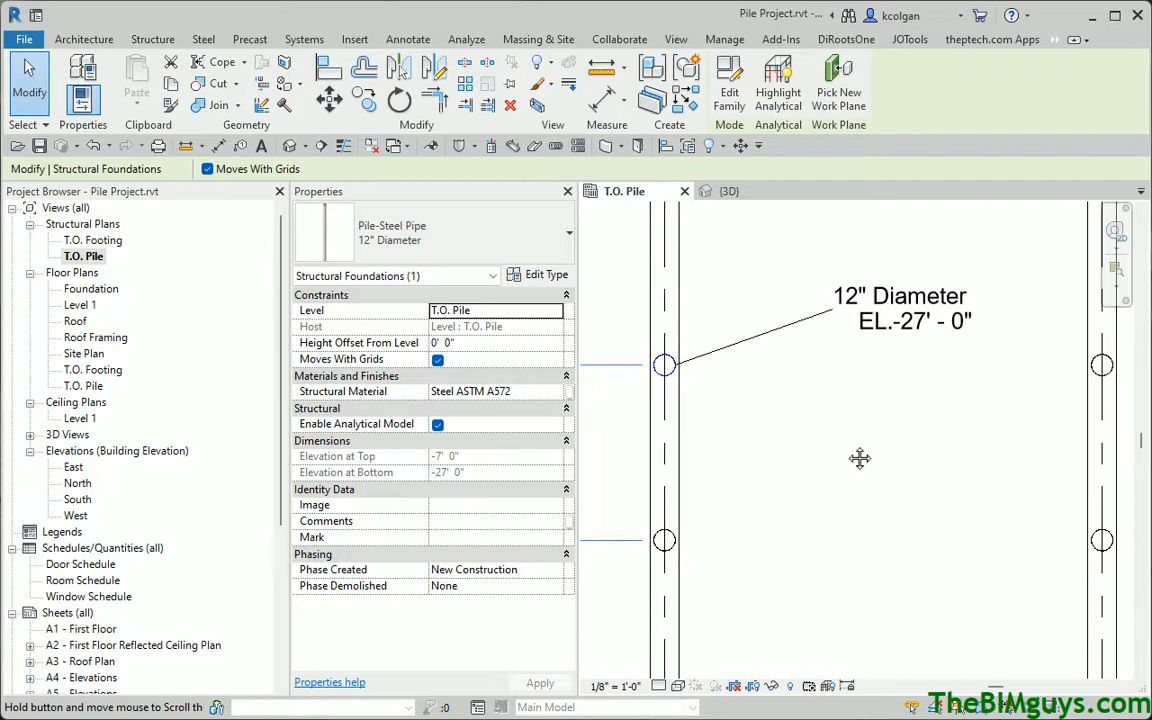 Pile Project.rvt -...
kcolgan
File
Architecture
Structure
Steel
Precast
Systems
Insert
Annotate
Analyze
Massing & Site
Collaborate
View
Manage
Add-Ins
DiRootsOne
JOTools
theptech.com Apps
Modify
Paste
Cope
Cut
Join
Edit
Family
Highlight
Analytical
Pick New
Work Plane
Select
Properties
Clipboard
Geometry
Modify
View
Measure
Create
Mode
Analytical
Work Plane
Modify | Structural Foundations
Moves With Grids
Project Browser - Pile Project.rvt
Views (all)
Structural Plans
T.O. Footing
T.O. Pile
Floor Plans
Foundation
Level 1
Roof
Roof Framing
Site Plan
T.O. Footing
T.O. Pile
Ceiling Plans
Level 1
3D Views
Elevations (Building Elevation)
East
North
South
West
Legends
Schedules/Quantities (all)
Door Schedule
Room Schedule
Window Schedule
Sheets (all)
A1 - First Floor
A2 - First Floor Reflected Ceiling Plan
A3 - Roof Plan
A4 - Elevations
Properties
Pile-Steel Pipe
12" Diameter
Structural Foundations (1)
Edit Type
Constraints
Level T.O. Pile
Host Level : T.O. Pile
Height Offset From Level 0' 0"
Moves With Grids
Materials and Finishes
Structural Material Steel ASTM A572
Structural
Enable Analytical Model
Dimensions
Elevation at Top -7' 0"
Elevation at Bottom -27' 0"
Identity Data
Image
Comments
Mark
Phasing
Phase Created New Construction
Phase Demolished None
Properties help
Apply
T.O. Pile
{3D}
2D
12" Diameter
EL.-27' - 0"
1/8" = 1'-0"
Hold button and move mouse to Scroll th
:0
Main Model
TheBIMguys.com